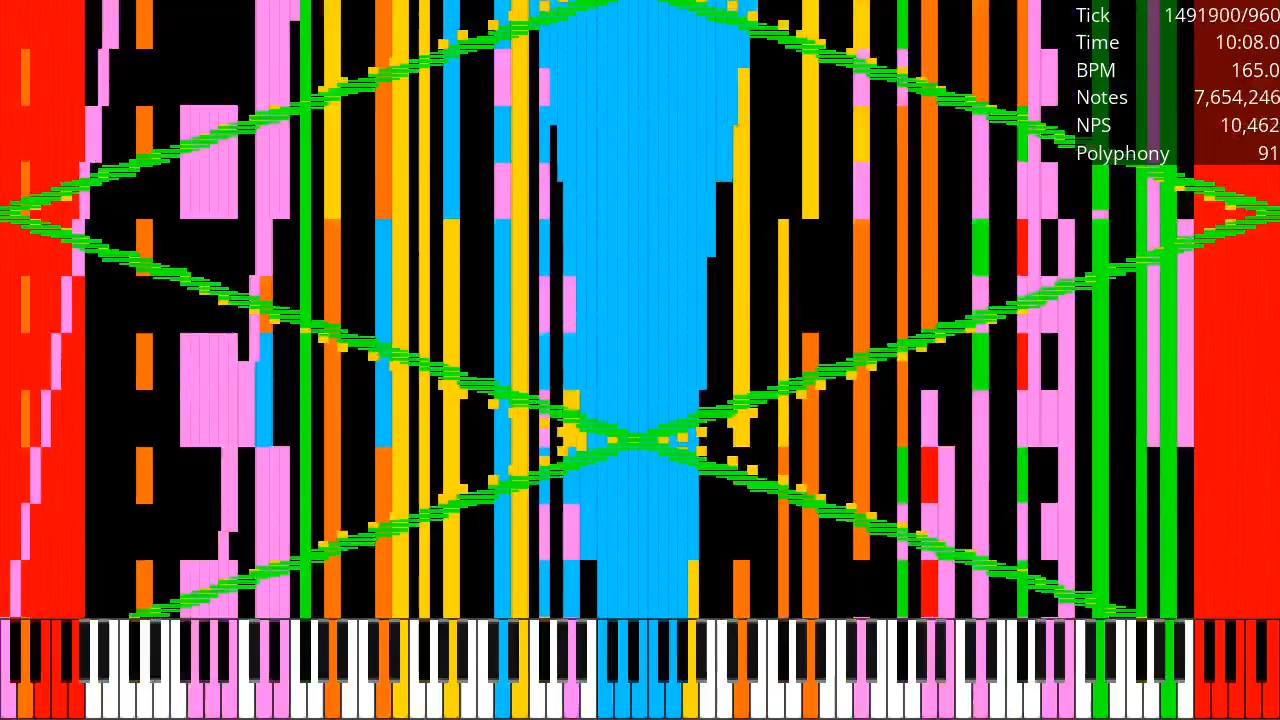 Tick 1491900/960
Time 10:08.0
BPM 165.0
Notes 7,654,246
NPS 10,462
Polyphony 91